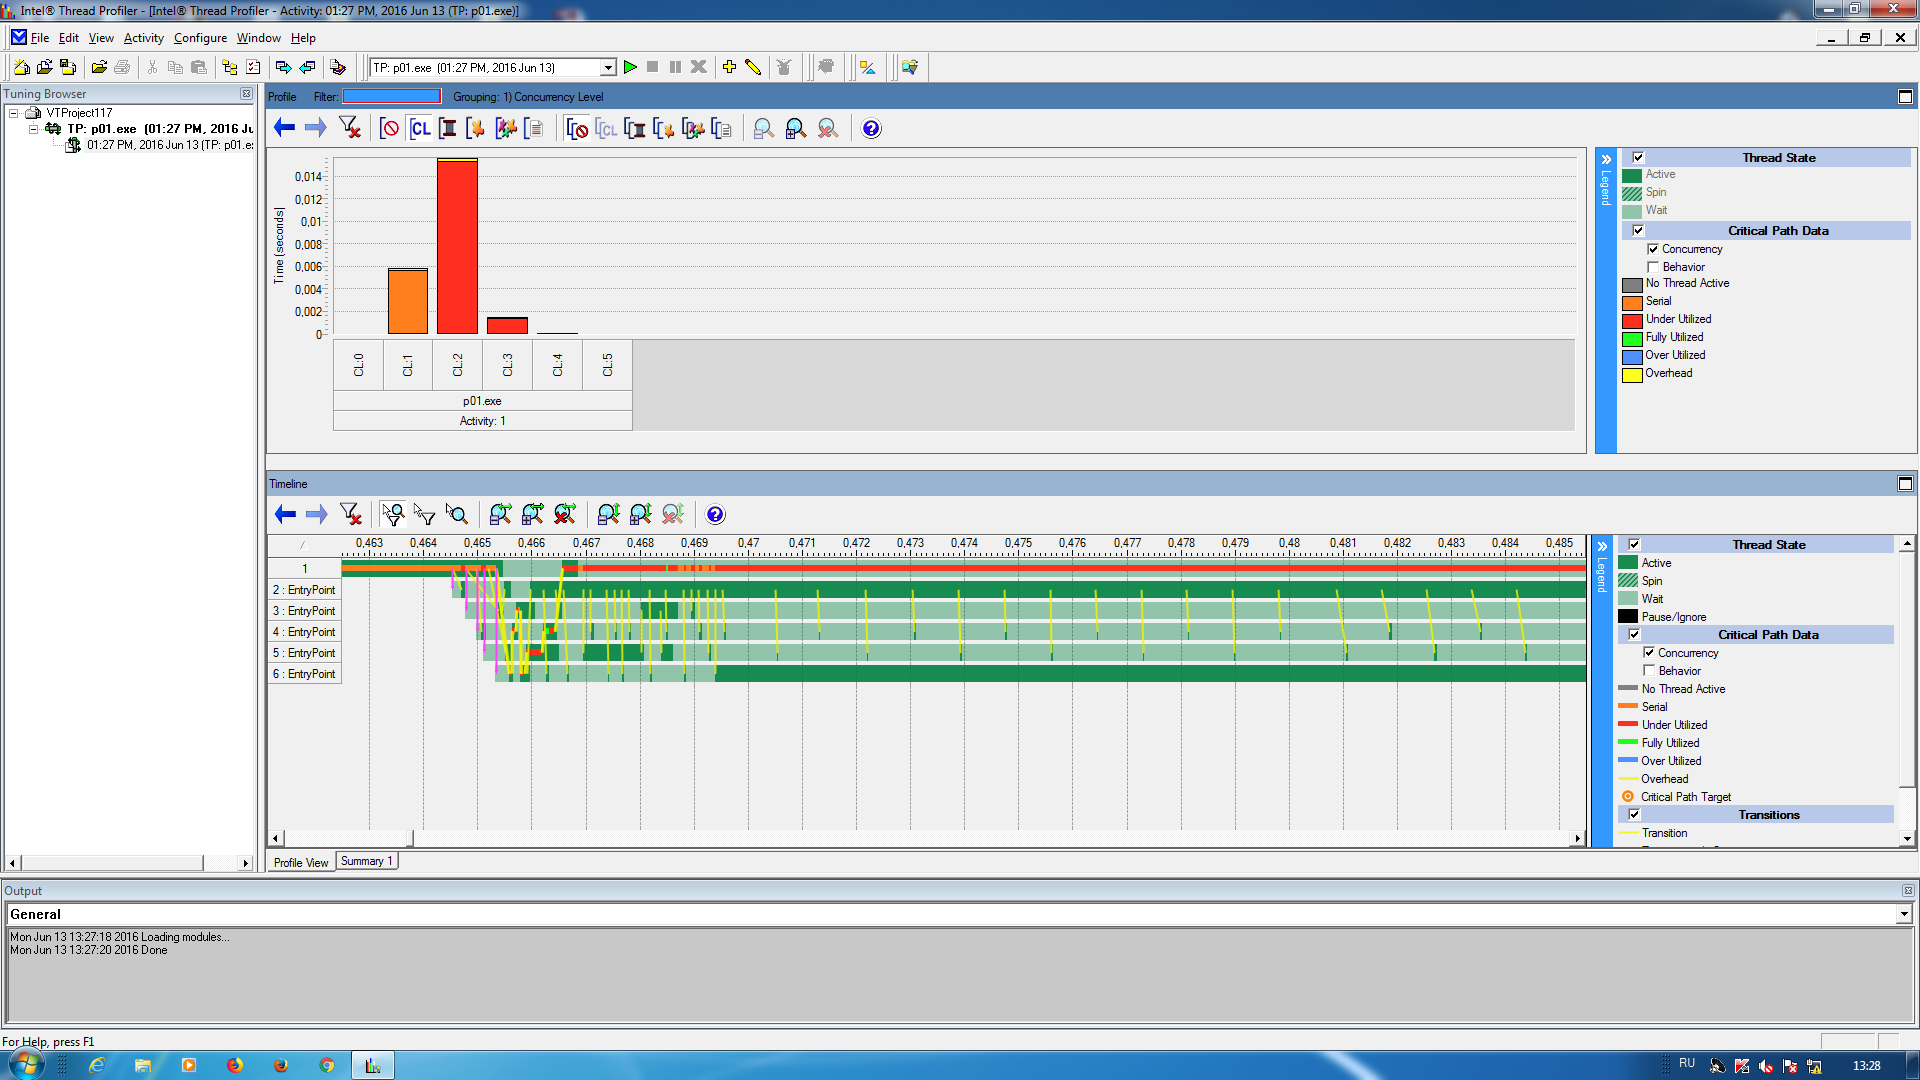 Intel® Thread Profiler - [Intel® Thread Profiler - Activity: 01:27 PM, 2016 Jun 13 (TP: p01.exe)]
File Edit View Activity Configure Window Help
TP: p01.exe (01:27 PM, 2016 Jun 13)
Tuning Browser
VTProject117
TP: p01.exe (01:27 PM, 2016 Ju
01:27 PM, 2016 Jun 13 (TP: p01.e
Profile Filter: Grouping: 1) Concurrency Level
[CL [CL
Time (seconds)
0,014
0,012
0,01
0,008
0,006
0,004
0,002
0
CL:0 CL:1 CL:2 CL:3 CL:4 CL:5
p01.exe
Activity: 1
Legend
Thread State
Active
Spin
Wait
Critical Path Data
Concurrency
Behavior
No Thread Active
Serial
Under Utilized
Fully Utilized
Over Utilized
Overhead
Timeline
0,463 0,464 0,465 0,466 0,467 0,468 0,469 0,47 0,471 0,472 0,473 0,474 0,475 0,476 0,477 0,478 0,479 0,48 0,481 0,482 0,483 0,484 0,485
1
2 : EntryPoint
3 : EntryPoint
4 : EntryPoint
5 : EntryPoint
6 : EntryPoint
Legend
Thread State
Active
Spin
Wait
Pause/Ignore
Critical Path Data
Concurrency
Behavior
No Thread Active
Serial
Under Utilized
Fully Utilized
Over Utilized
Overhead
Critical Path Target
Transitions
Transition
Profile View Summary 1
Output
General
Mon Jun 13 13:27:18 2016 Loading modules...
Mon Jun 13 13:27:20 2016 Done
For Help, press F1
RU
13:28